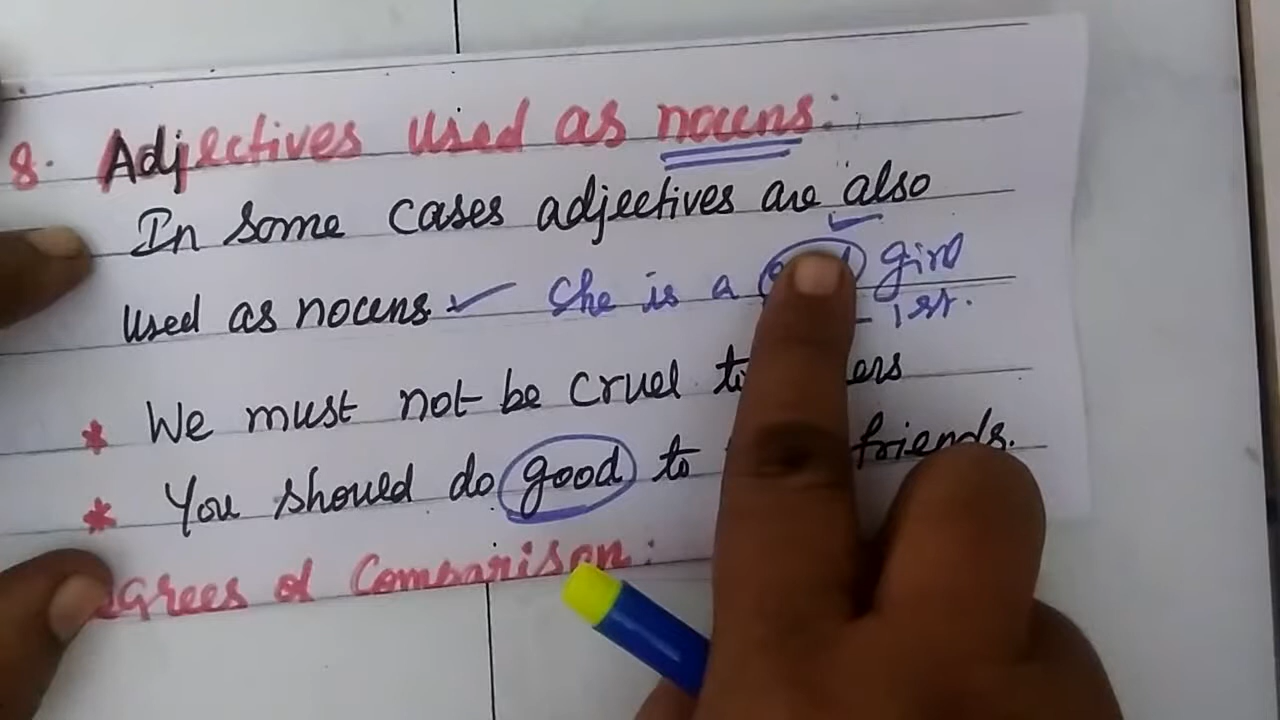 8. Adjectives used as nouns:
In some cases adjectives are also
used as nouns. She is a girl
1st.
We must not be cruel
You should do good to friends.
grees of Comparison: